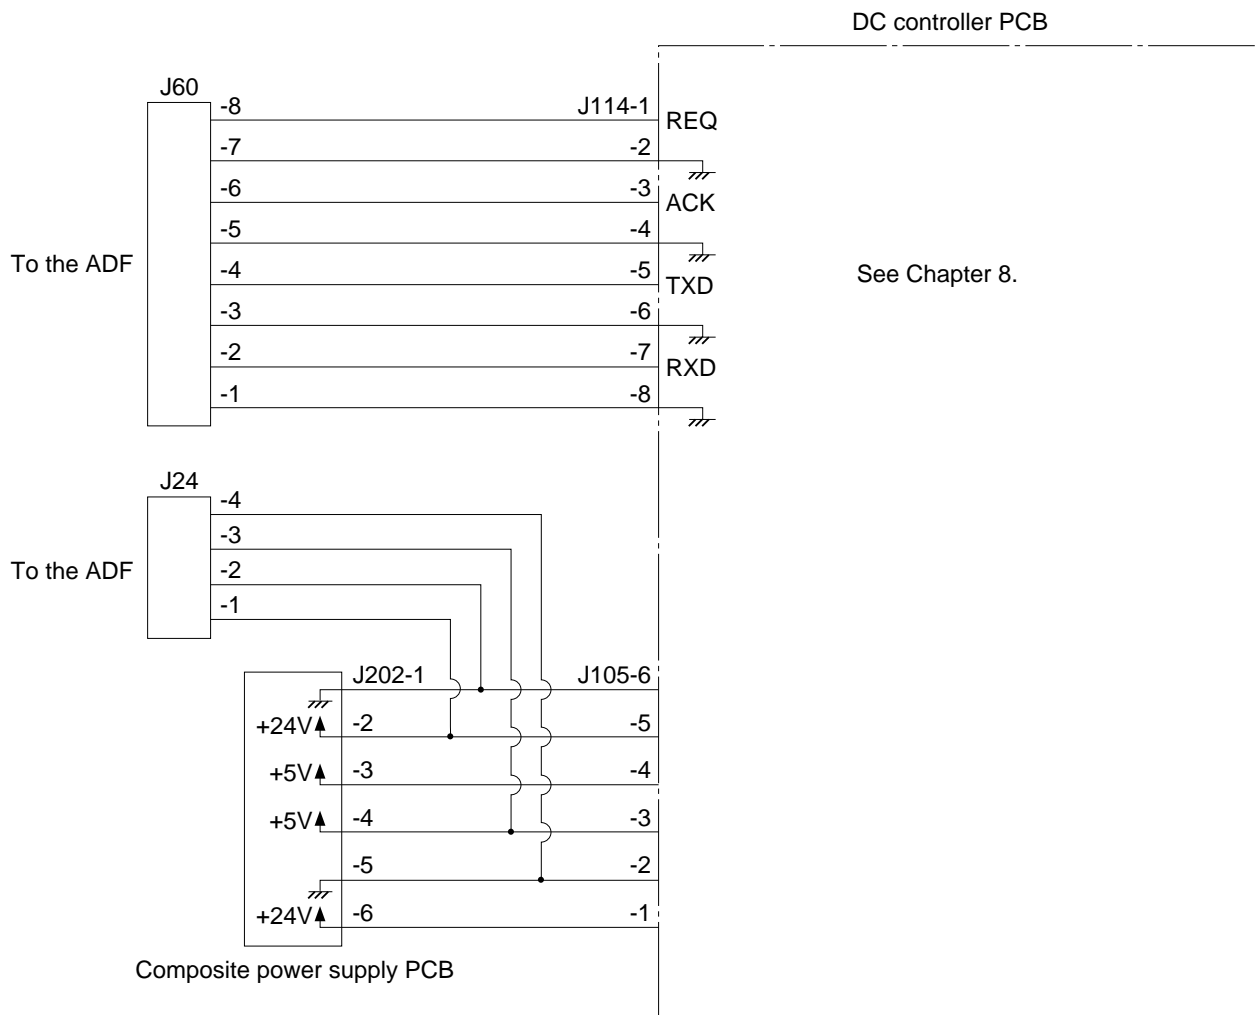 DC controller PCB
J60
-8 J114-1 REQ
-7 -2
-6 -3 ACK
-5 -4
To the ADF
-4 -5 TXD
See Chapter 8.
-3 -6
-2 -7 RXD
-1 -8
J24
-4
-3
To the ADF
-2
-1
J202-1 J105-6
+24V -2 -5
+5V -3 -4
+5V -4 -3
-5 -2
+24V -6 -1
Composite power supply PCB